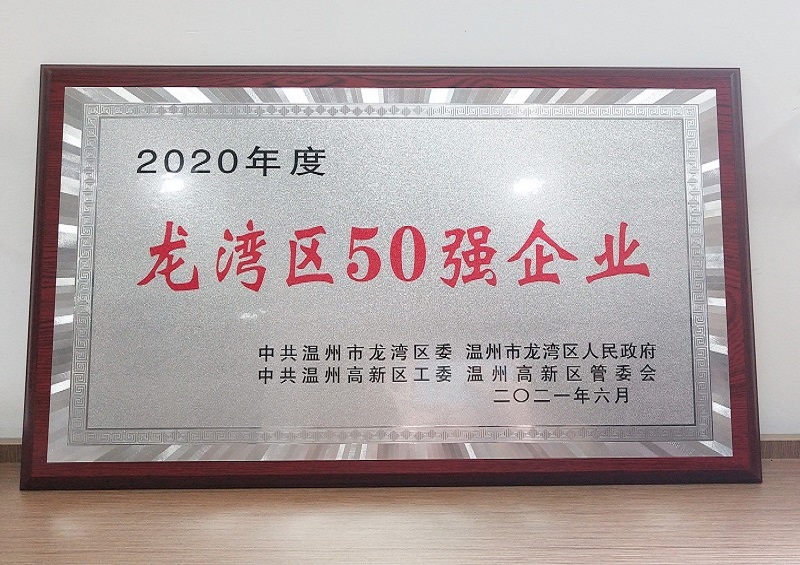 2020年度
龙湾区50强企业
中共温州市龙湾区委 温州市龙湾区人民政府
中共温州高新区工委 温州高新区管委会
二〇二一年六月